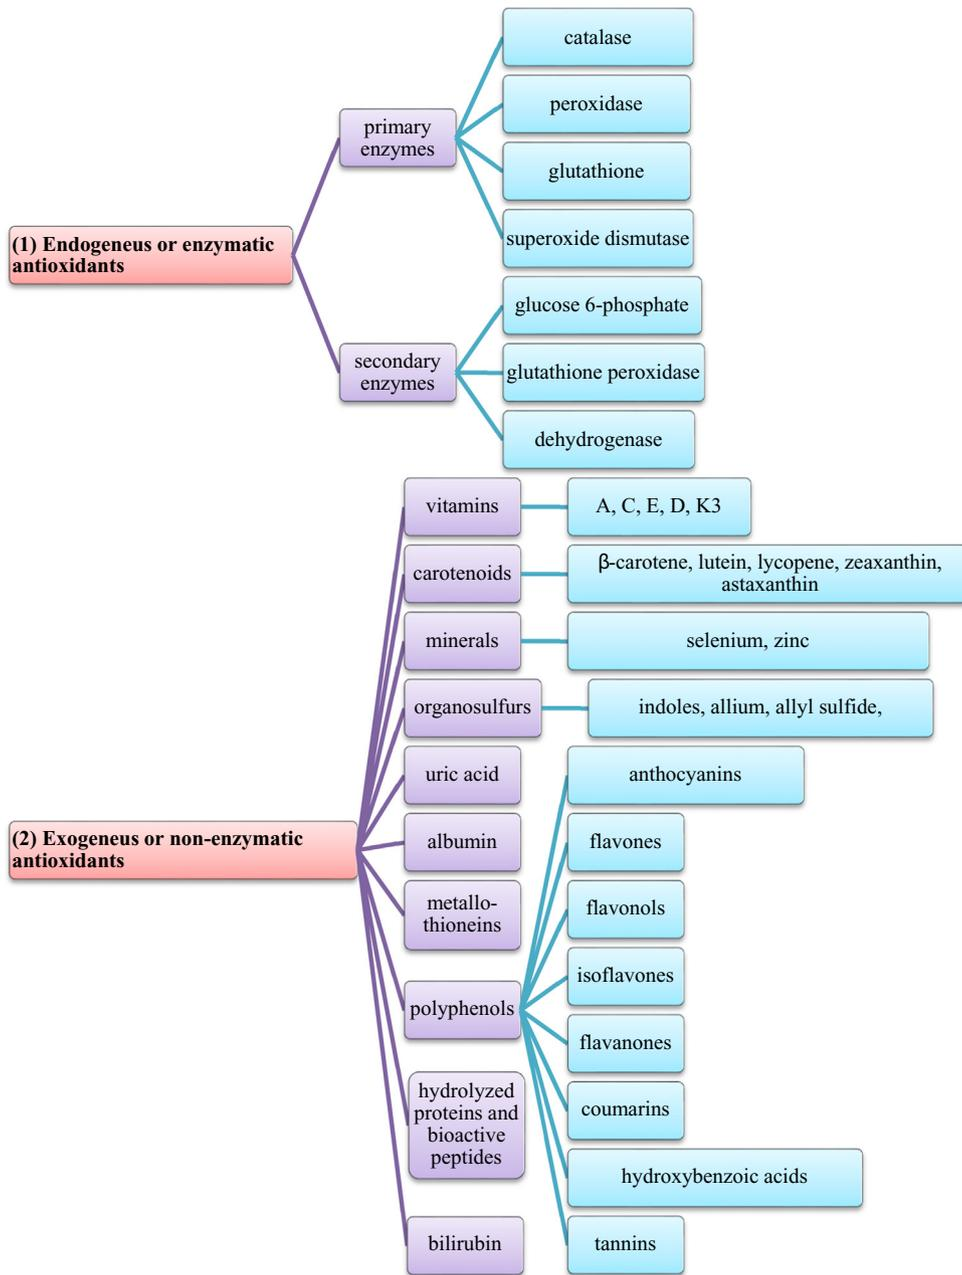 catalase
peroxidase
primary
enzymes
glutathione
superoxide dismutase
(1) Endogeneus or enzymatic
antioxidants
glucose 6-phosphate
secondary
enzymes
glutathione peroxidase
dehydrogenase
vitamins
A, C, E, D, K3
carotenoids
β-carotene, lutein, lycopene, zeaxanthin,
astaxanthin
minerals
selenium, zinc
organosulfurs
indoles, allium, allyl sulfide,
uric acid
anthocyanins
(2) Exogeneus or non-enzymatic
antioxidants
albumin
flavones
metallo-
thioneins
flavonols
isoflavones
polyphenols
flavanones
hydrolyzed
proteins and
bioactive
peptides
coumarins
hydroxybenzoic acids
bilirubin
tannins